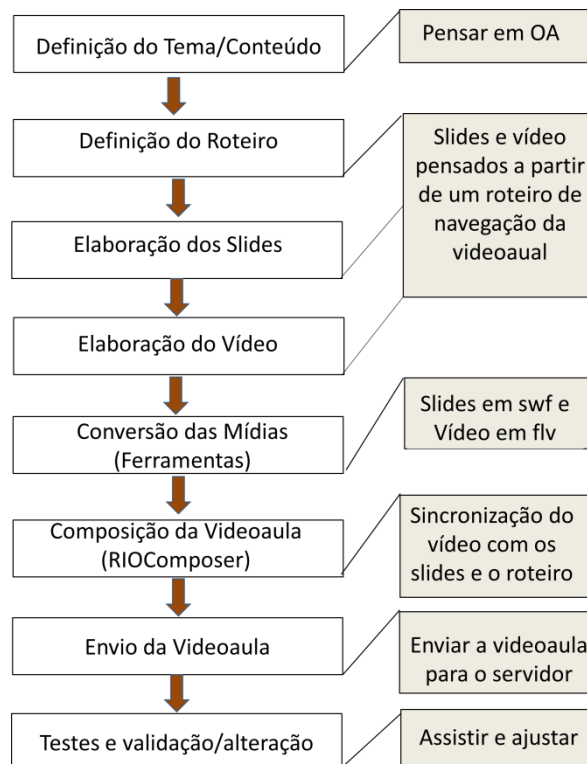 Definição do Tema/Conteúdo
Pensar em OA
Definição do Roteiro
Slides e vídeo
pensados a partir
de um roteiro de
navegação da
videoaual
Elaboração dos Slides
Elaboração do Vídeo
Conversão das Mídias
(Ferramentas)
Slides em swf e
Vídeo em flv
Composição da Videoaula
(RIOComposer)
Sincronização do
vídeo com os
slides e o roteiro
Envio da Videoaula
Enviar a videoaula
para o servidor
Testes e validação/alteração
Assistir e ajustar